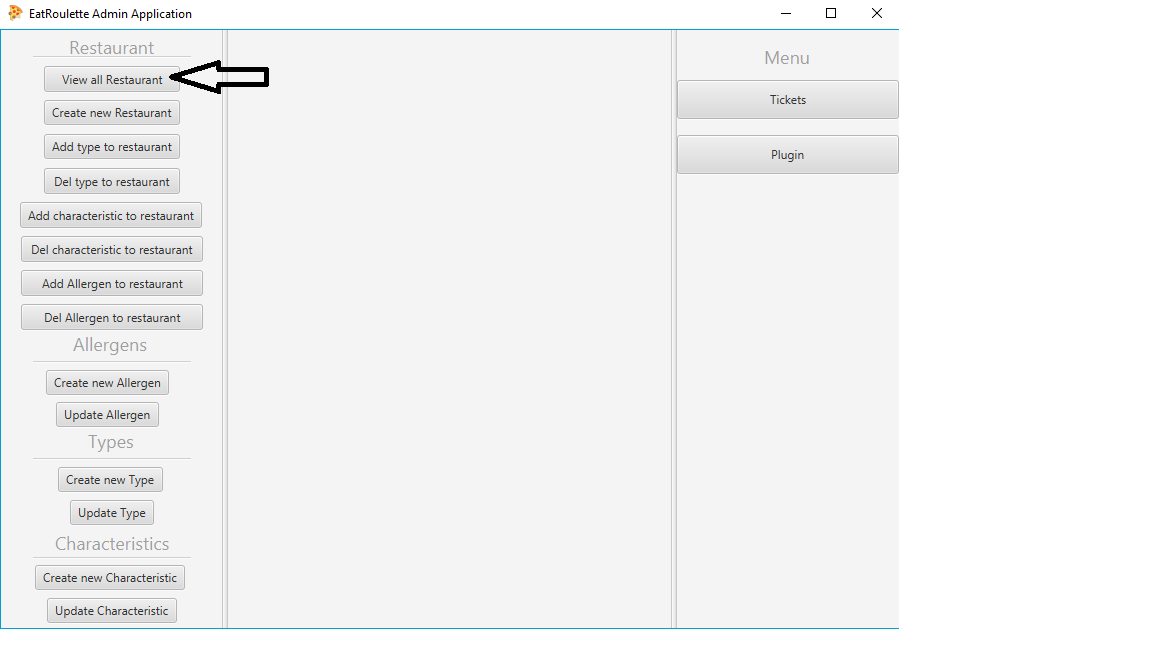 EatRoulette Admin Application
Restaurant
View all Restaurant
Create new Restaurant
Add type to restaurant
Del type to restaurant
Add characteristic to restaurant
Del characteristic to restaurant
Add Allergen to restaurant
Del Allergen to restaurant
Allergens
Create new Allergen
Update Allergen
Types
Create new Type
Update Type
Characteristics
Create new Characteristic
Update Characteristic
Menu
Tickets
Plugin